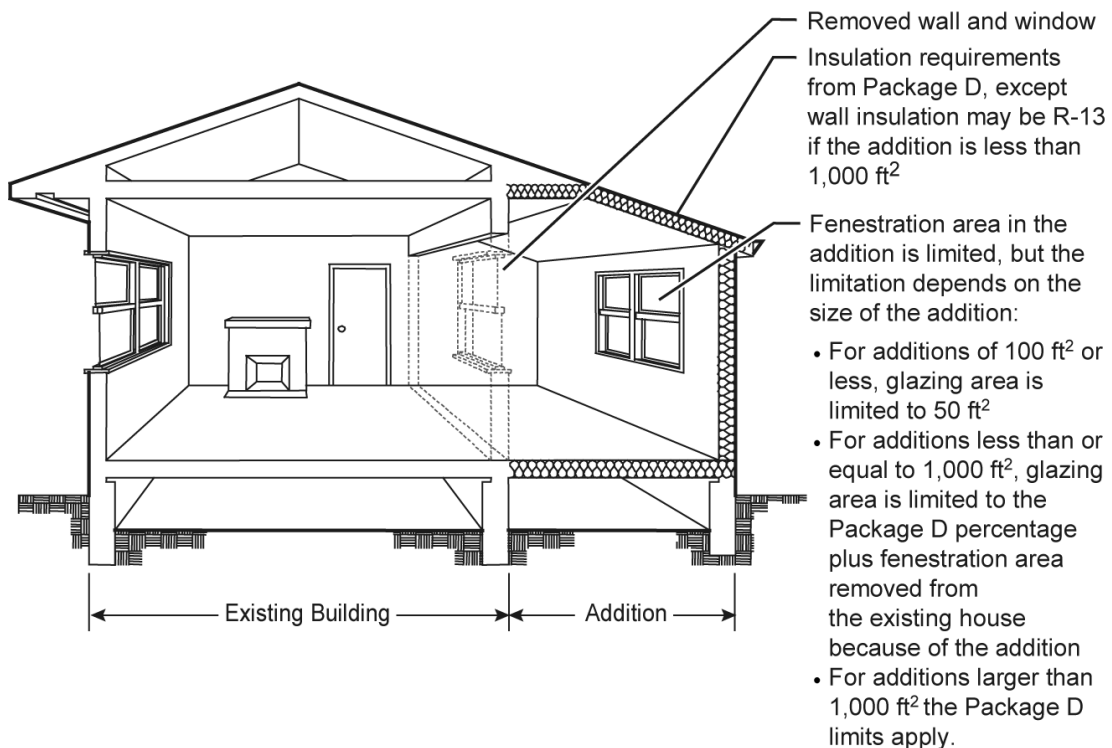 Removed wall and window
Insulation requirements
from Package D, except
wall insulation may be R-13
if the addition is less than
1,000 ft²
Fenestration area in the
addition is limited, but the
limitation depends on the
size of the addition:
• For additions of 100 ft² or
less, glazing area is
limited to 50 ft²
• For additions less than or
equal to 1,000 ft², glazing
area is limited to the
Package D percentage
plus fenestration area
removed from
the existing house
because of the addition
• For additions larger than
1,000 ft² the Package D
limits apply.
Existing Building
Addition